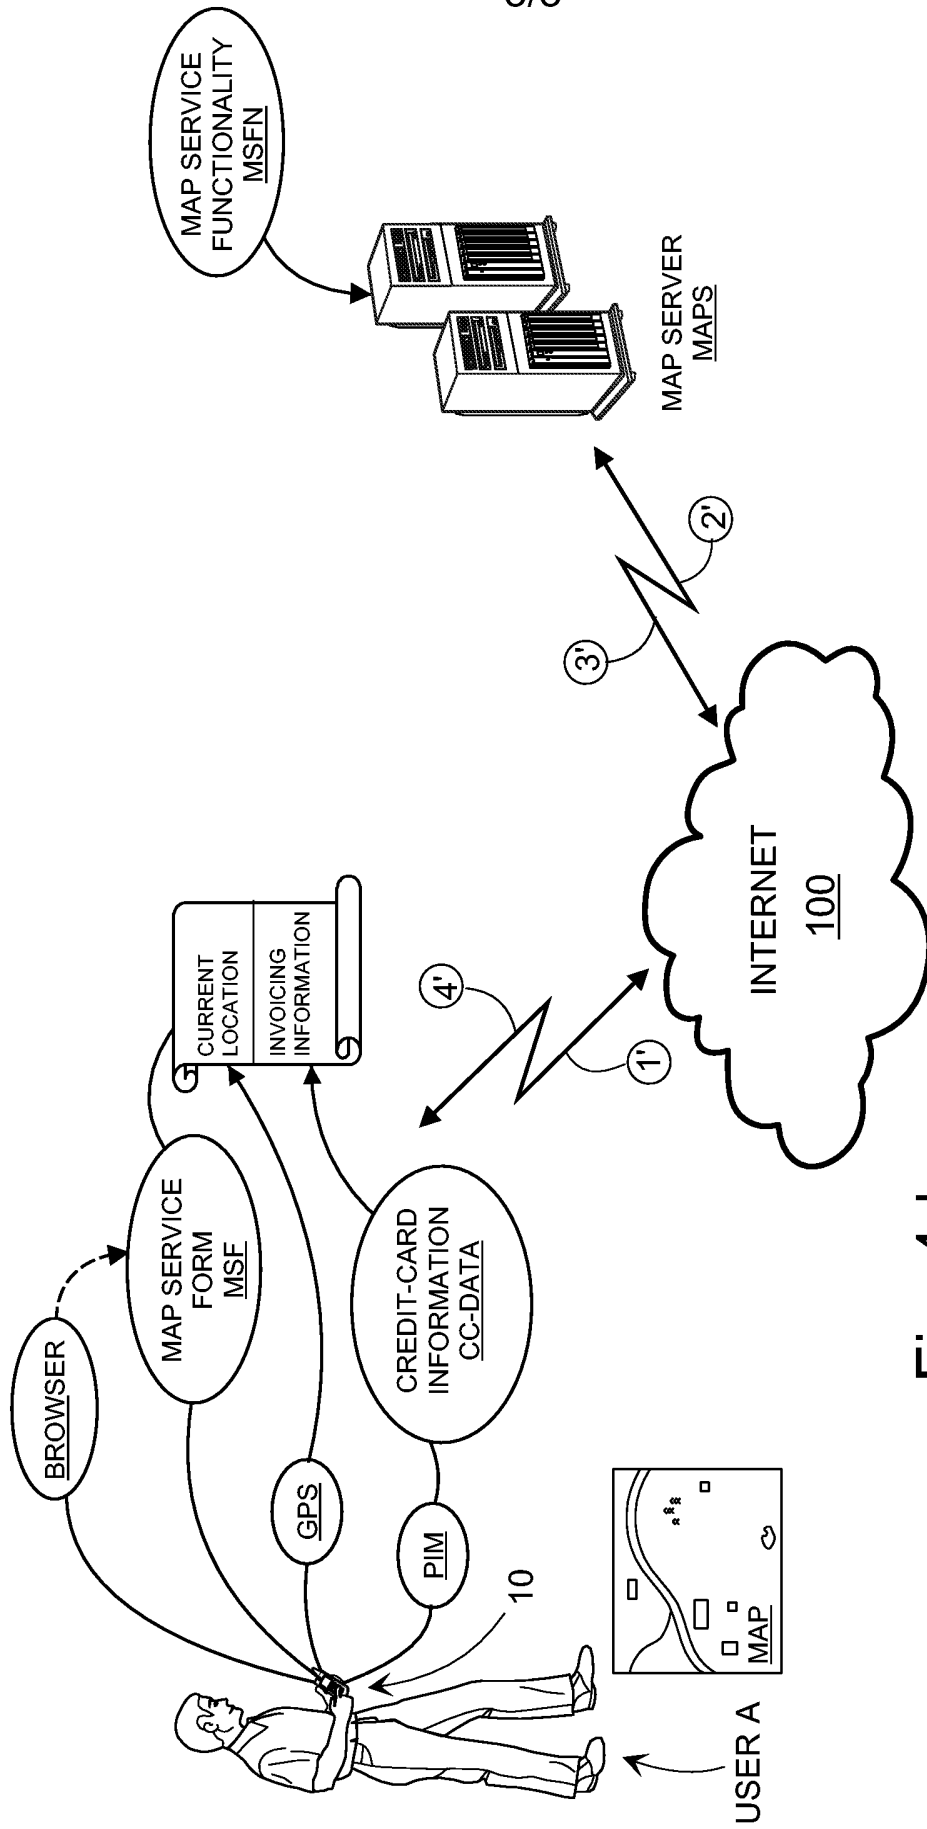 BROWSER
MAP SERVICE
FORM
MSF
GPS
PIM
CREDIT-CARD
INFORMATION
CC-DATA
CURRENT
LOCATION
INVOICING
INFORMATION
MAP SERVICE
FUNCTIONALITY
MSFN
MAP SERVER
MAPS
10
USER A
MAP
4'
1'
3'
2'
INTERNET
100